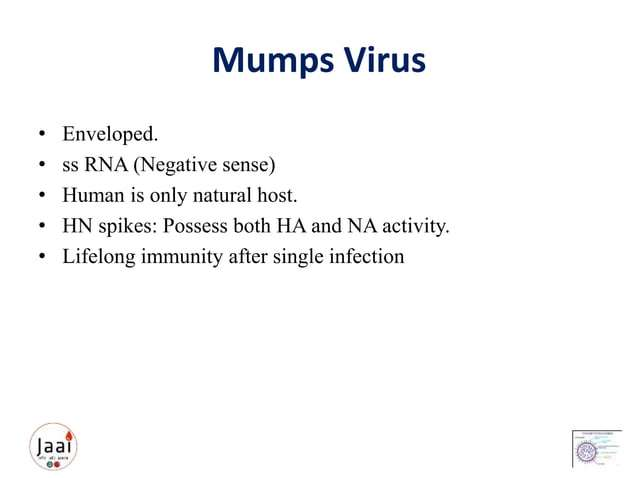 Mumps Virus
• Enveloped.
• ss RNA (Negative sense)
• Human is only natural host.
• HN spikes: Possess both HA and NA activity.
• Lifelong immunity after single infection
Jaai